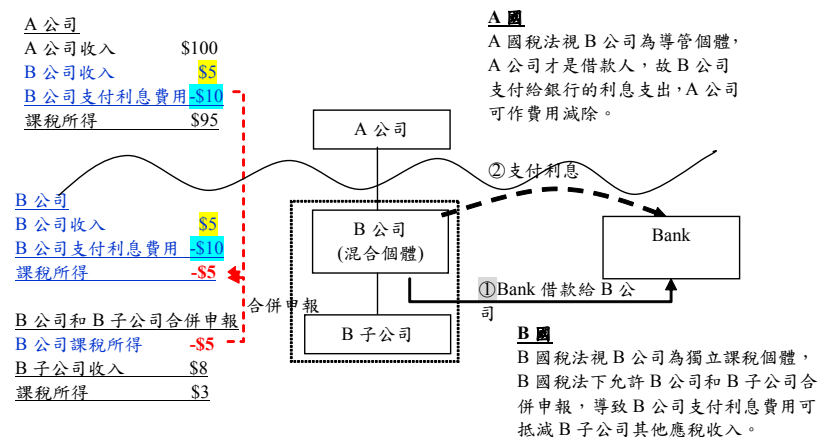 A 公司
A 公司收入 $100
B 公司收入 $5
B 公司支付利息費用 -$10
課稅所得 $95
B 公司
B 公司收入 $5
B 公司支付利息費用 -$10
課稅所得 -$5
B 公司和 B 子公司合併申報
B 公司課稅所得 -$5
B 子公司收入 $8
課稅所得 $3
合併申報
A 公司
B 公司
(混合個體)
B 子公司
②支付利息
Bank
①Bank 借款給 B 公
司
A 國
A 國稅法視 B 公司為導管個體，
A 公司才是借款人，故 B 公司
支付給銀行的利息支出，A 公司
可作費用減除。
B 國
B 國稅法視 B 公司為獨立課稅個體，
B 國稅法下允許 B 公司和 B 子公司合
併申報，導致 B 公司支付利息費用可
抵減 B 子公司其他應稅收入。